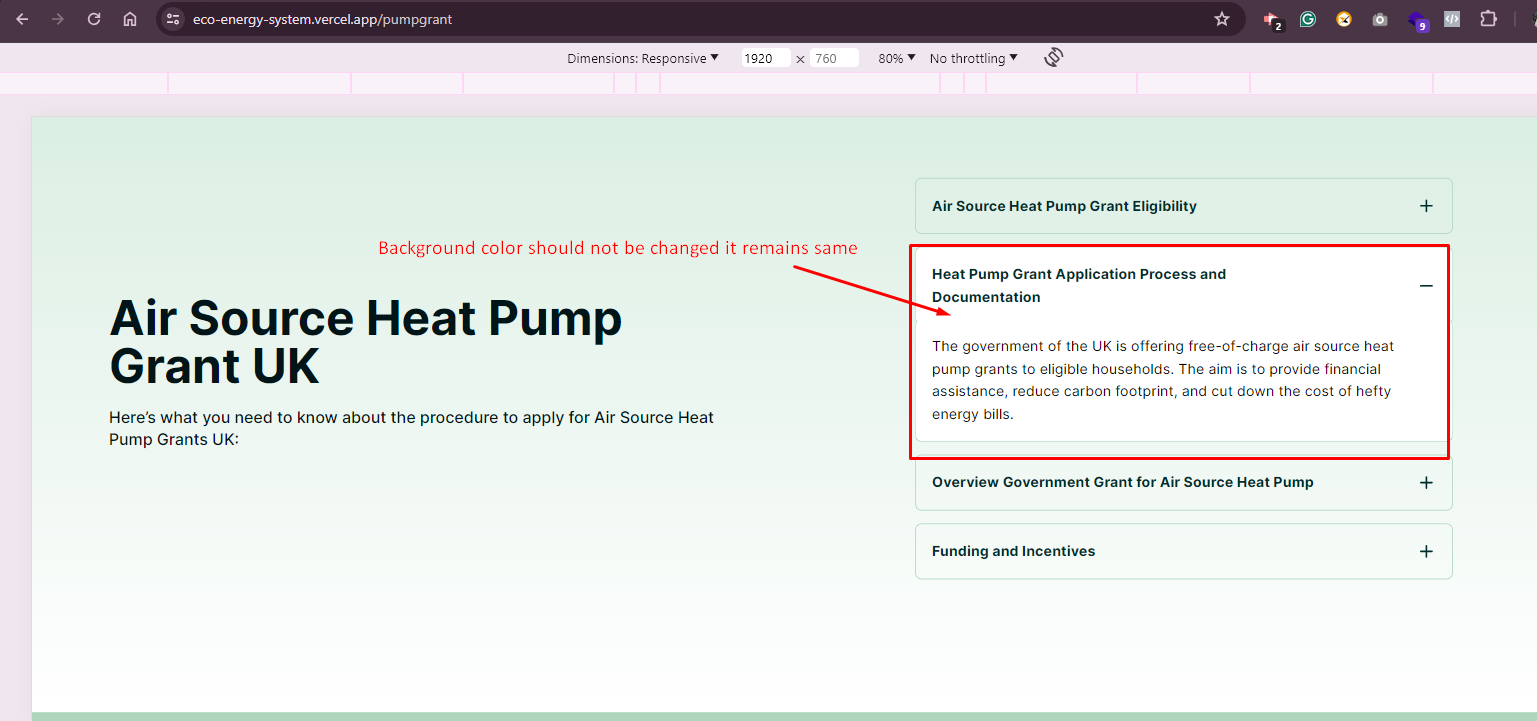 eco-energy-system.vercel.app/pumpgrant
2
9
Dimensions: Responsive ▼ 1920 × 760 80% ▼ No throttling ▼
Air Source Heat Pump Grant Eligibility
Background color should not be changed it remains same
Heat Pump Grant Application Process and
Documentation
Air Source Heat Pump
Grant UK
The government of the UK is offering free-of-charge air source heat
pump grants to eligible households. The aim is to provide financial
assistance, reduce carbon footprint, and cut down the cost of hefty
energy bills.
Here’s what you need to know about the procedure to apply for Air Source Heat
Pump Grants UK:
Overview Government Grant for Air Source Heat Pump
Funding and Incentives